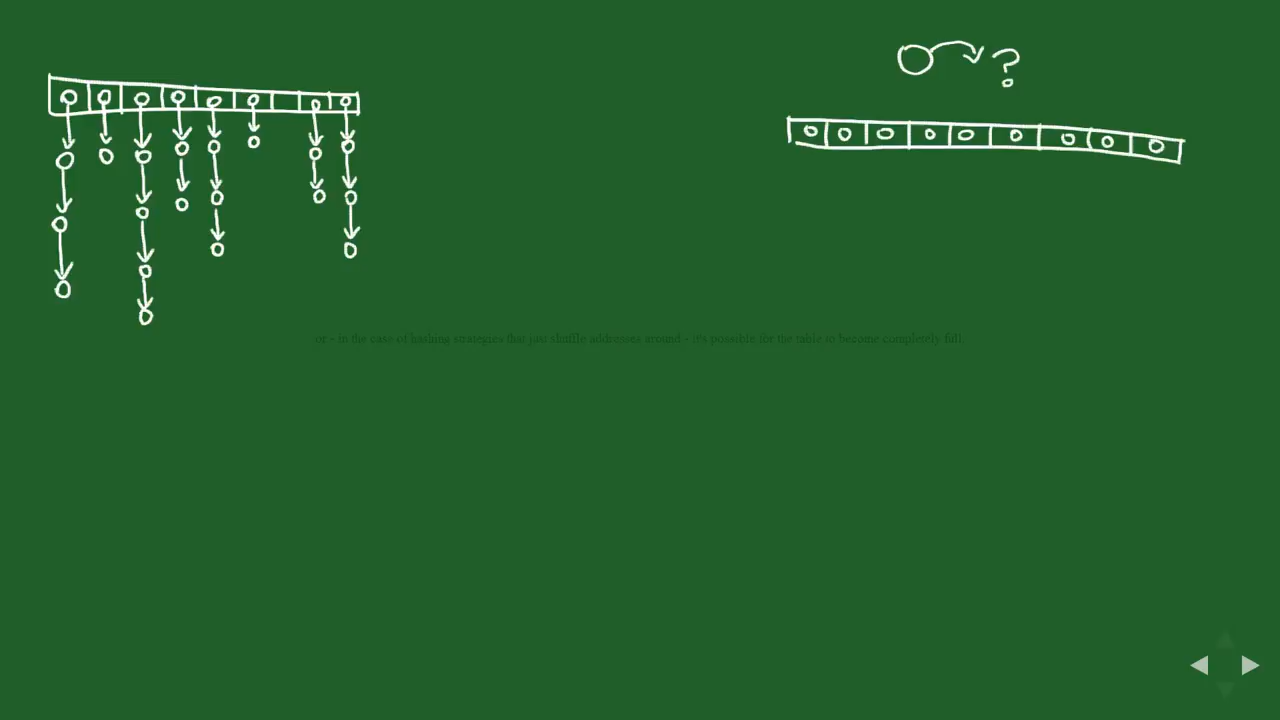 ?
or - in the case of hashing strategies that just shuffle addresses around - it's possible for the table to become completely full.